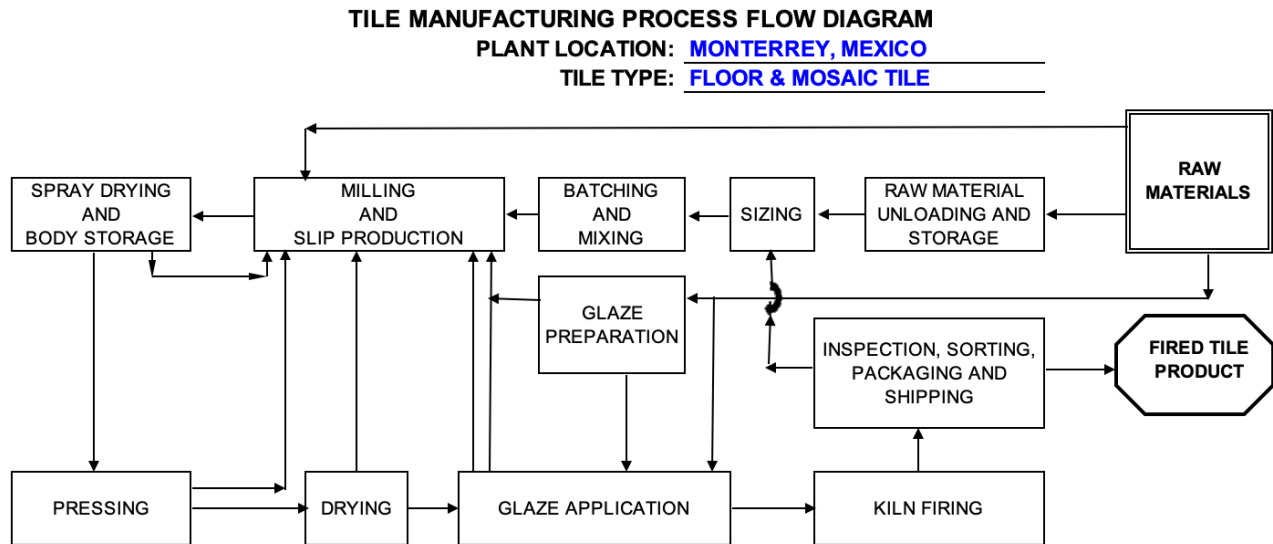 TILE MANUFACTURING PROCESS FLOW DIAGRAM
PLANT LOCATION: MONTERREY, MEXICO
TILE TYPE: FLOOR & MOSAIC TILE
SPRAY DRYING
AND
BODY STORAGE
MILLING
AND
SLIP PRODUCTION
BATCHING
AND
MIXING
SIZING
RAW MATERIAL
UNLOADING AND
STORAGE
RAW
MATERIALS
GLAZE
PREPARATION
INSPECTION, SORTING,
PACKAGING AND
SHIPPING
FIRED TILE
PRODUCT
PRESSING
DRYING
GLAZE APPLICATION
KILN FIRING